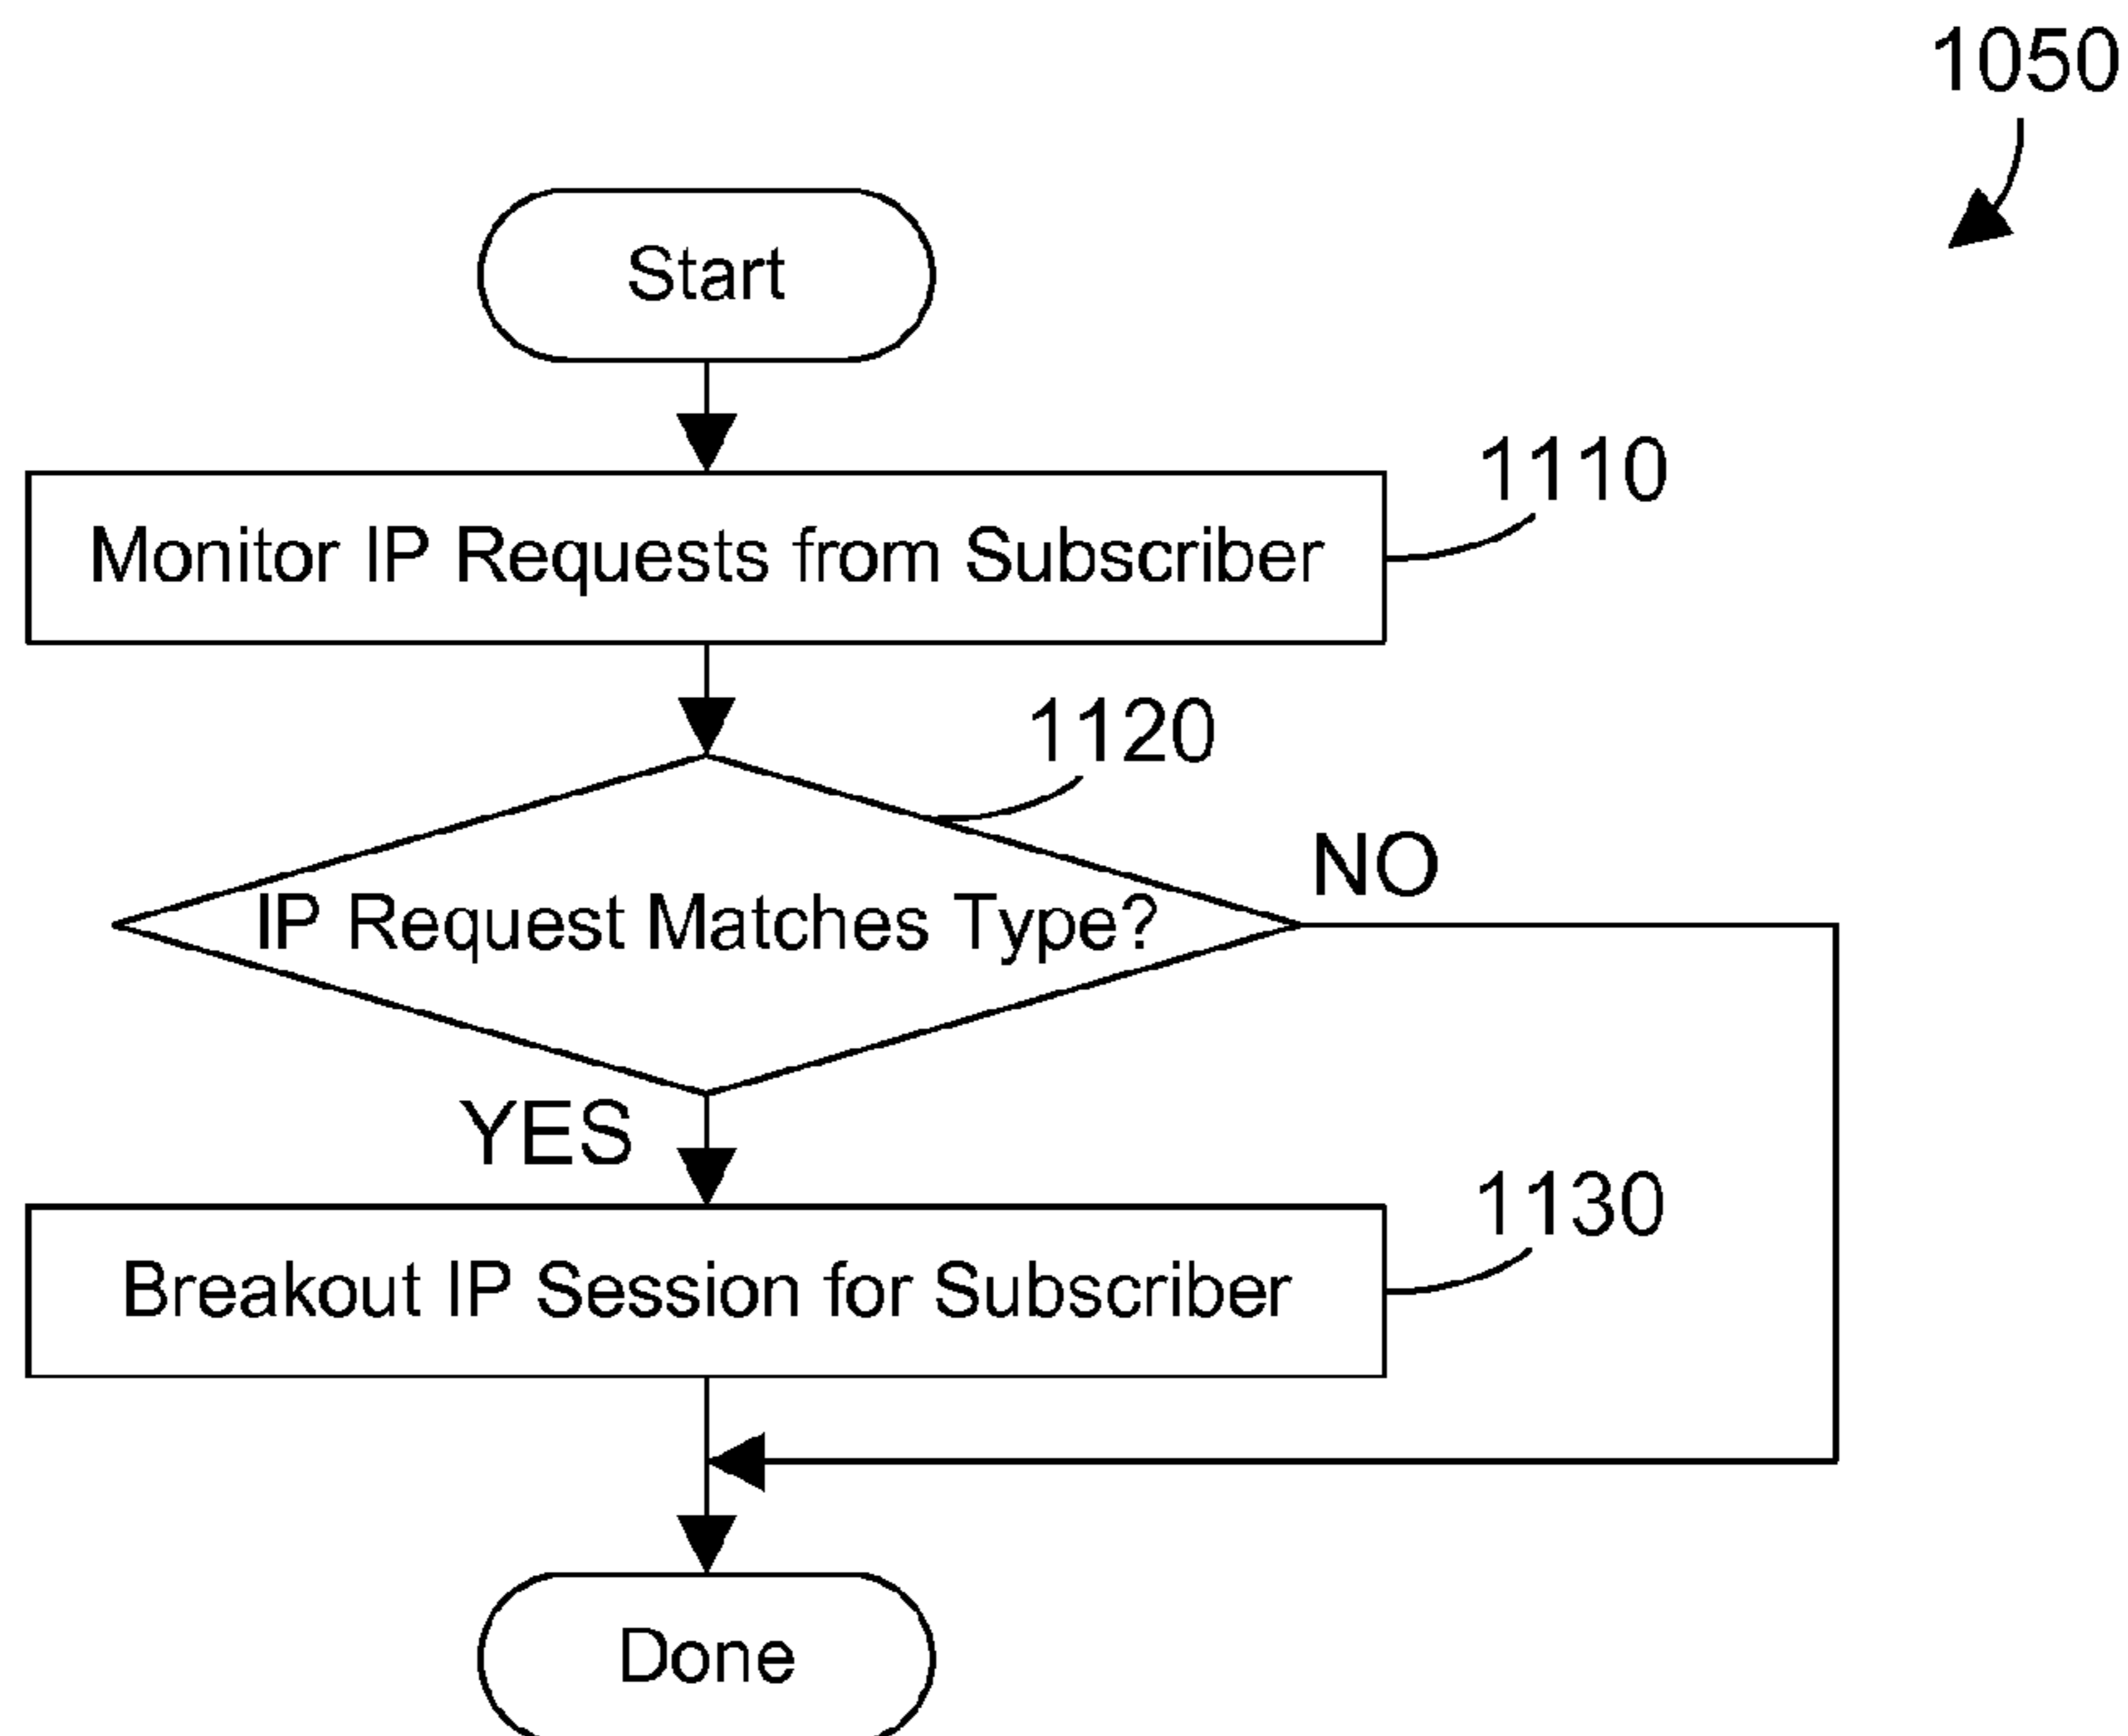 1050
Start
Monitor IP Requests from Subscriber
1110
1120
IP Request Matches Type?
NO
YES
1130
Breakout IP Session for Subscriber
Done